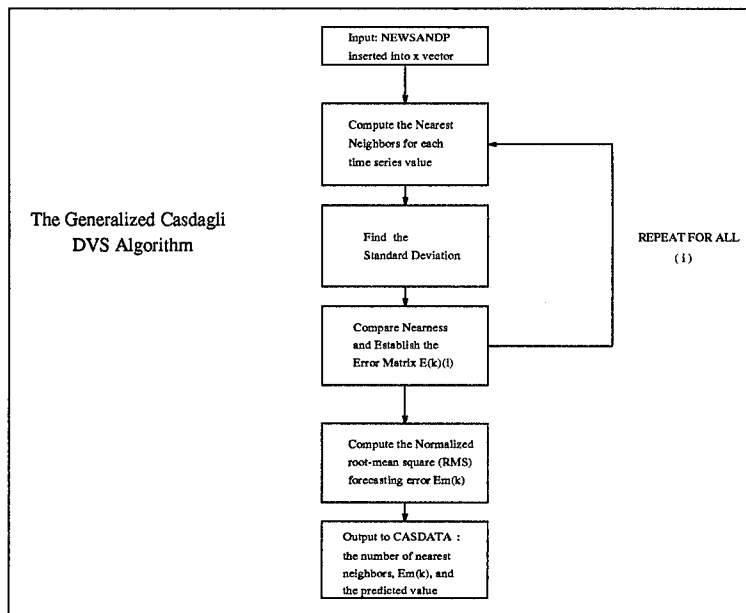 Input: NEWSANDP
inserted into x vector
Compute the Nearest
Neighbors for each
time series value
The Generalized Casdagli
DVS Algorithm
Find the
Standard Deviation
REPEAT FOR ALL
( i )
Compare Nearness
and Establish the
Error Matrix E(k)(i)
Compute the Normalized
root-mean square (RMS)
forecasting error Em(k)
Output to CASDATA :
the number of nearest
neighbors, Em(k), and
the predicted value